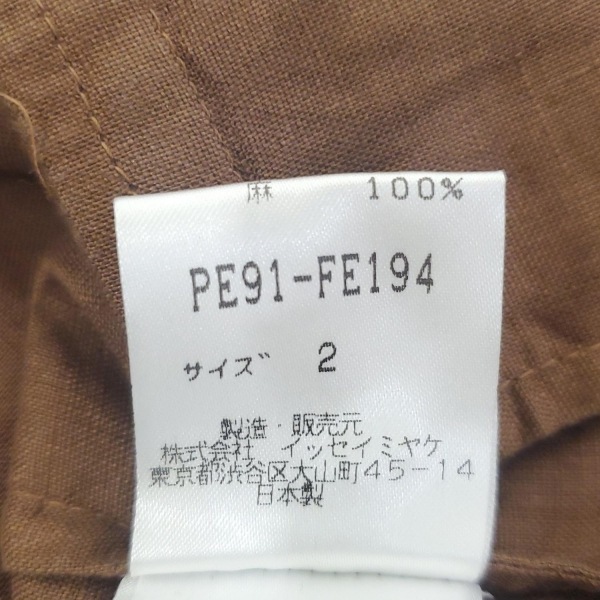 麻 100%
PE91-FE194
サイズ 2
製造・販売元
株式会社 イッセイミヤケ
東京都渋谷区大山町45-14
日本製